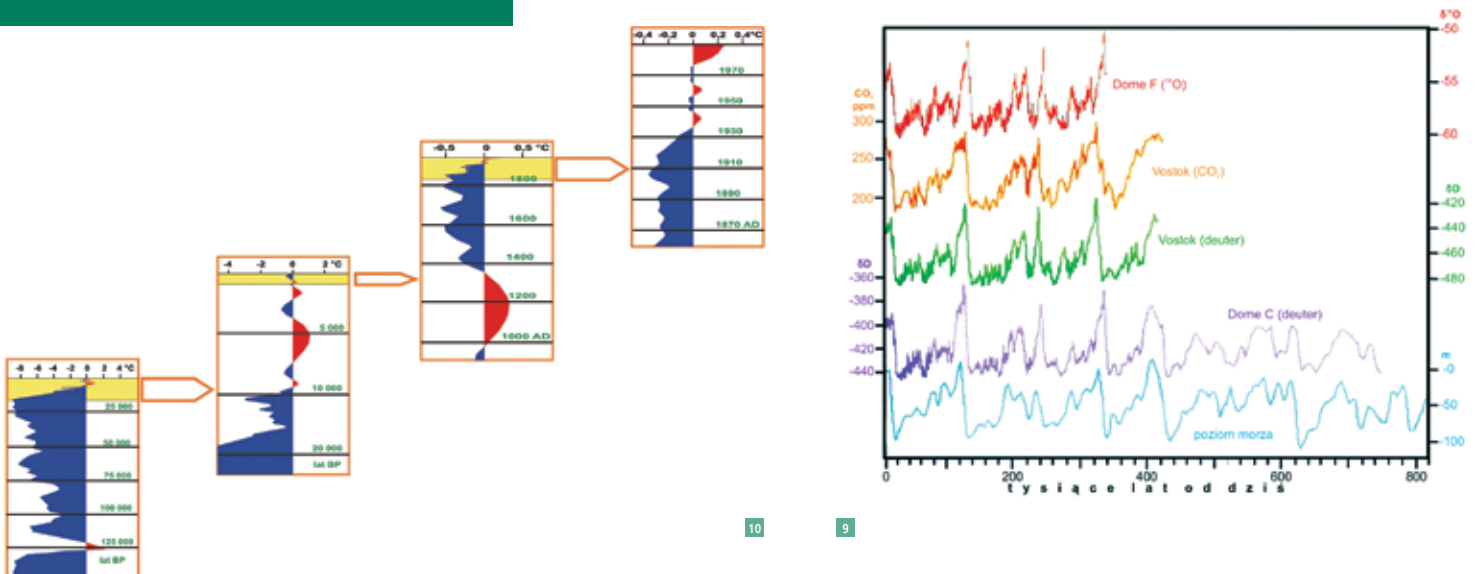 -8 -6 -4 -2 0 2 4°C
25 000
50 000
75 000
100 000
125 000
lat BP
-4 -2 0 2 °C
5 000
10 000
20 000
lat BP
-0,5 0 0,5 °C
1800
1600
1400
1200
1000 AD
-0,4 -0,2 0 0,2 0,4°C
1970
1950
1930
1910
1890
1870 AD
10
δ¹⁸O
-50
-55
-60
CO₂
ppm
300
250
200
Dome F (¹⁸O)
Vostok (CO₂)
Vostok (deuter)
δD
-420
-440
-460
-480
δD
-360
-380
-400
-420
-440
Dome C (deuter)
m
-0
-50
-100
poziom morza
0 200 400 600 800
tysiące lat od dziś
9